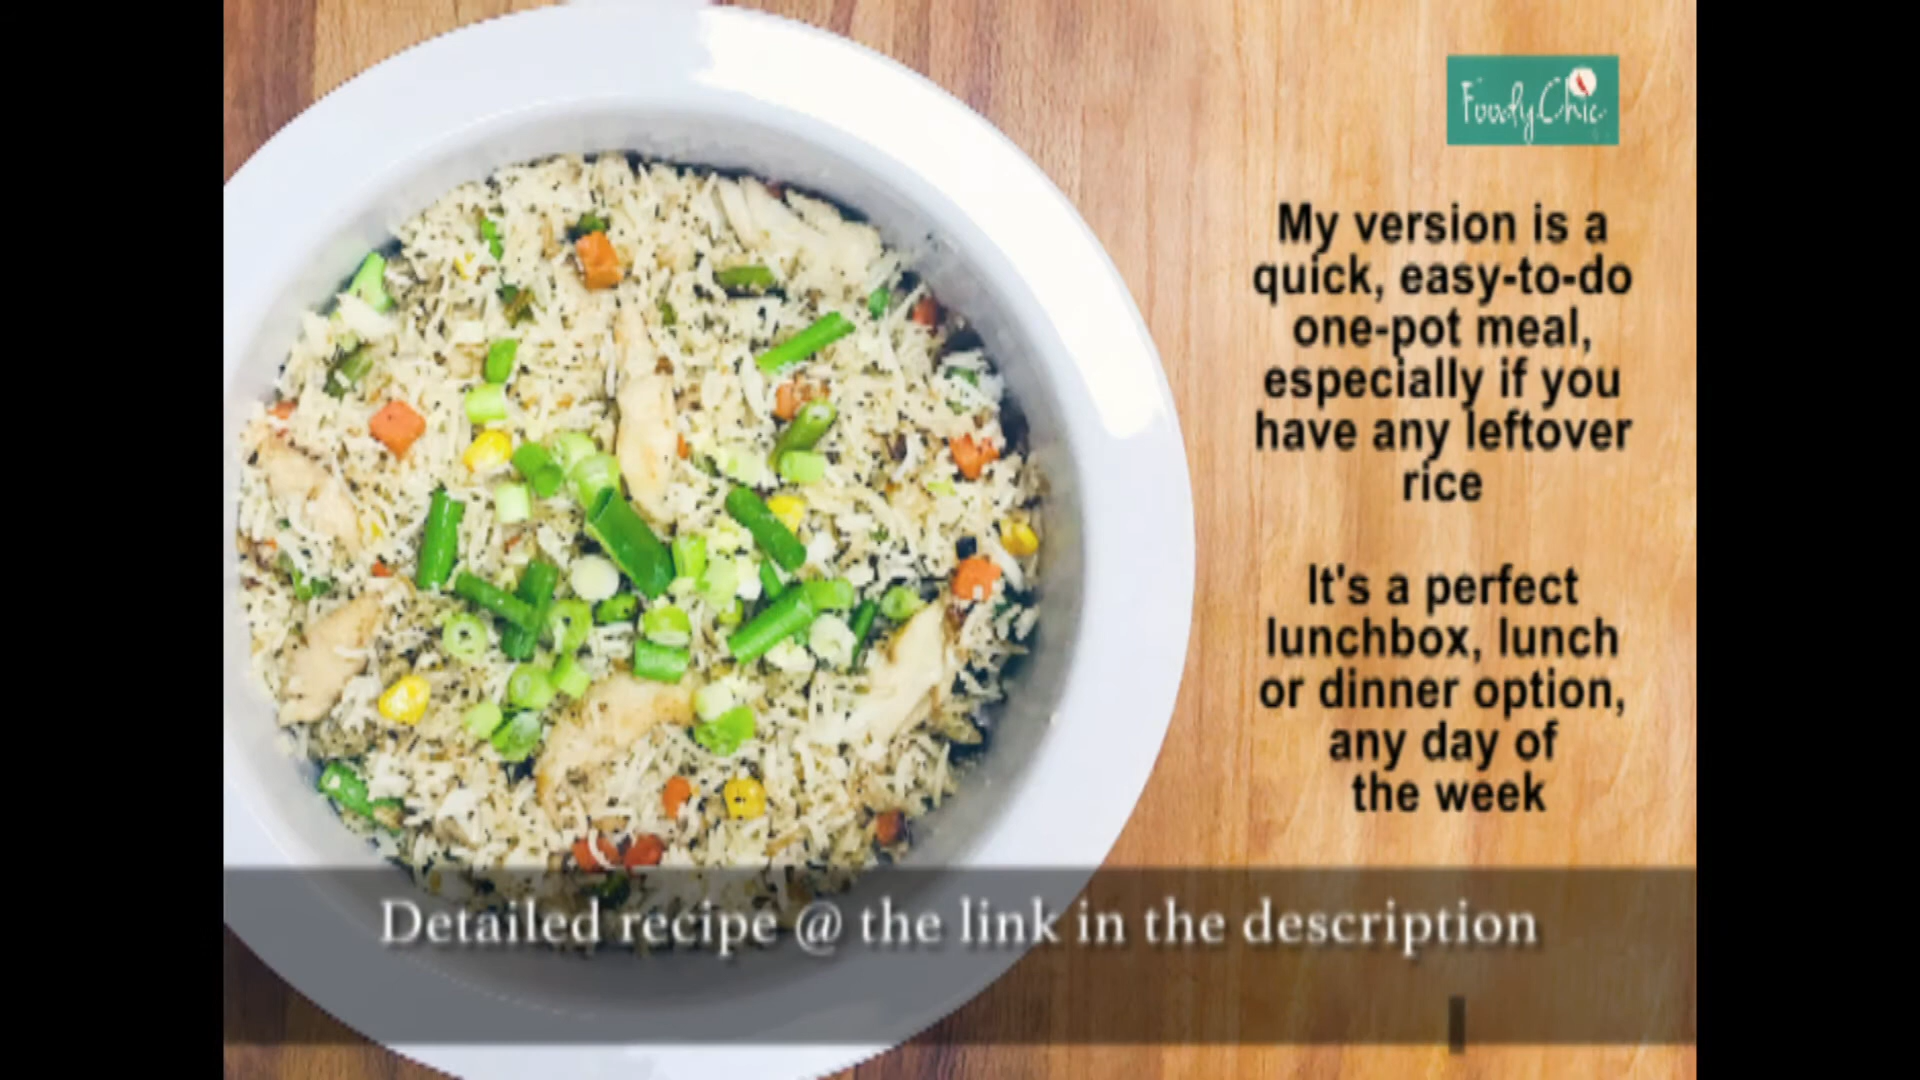 FoodyChic
My version is a
quick, easy-to-do
one-pot meal,
especially if you
have any leftover
rice
It's a perfect
lunchbox, lunch
or dinner option,
any day of
the week
Detailed recipe @ the link in the description